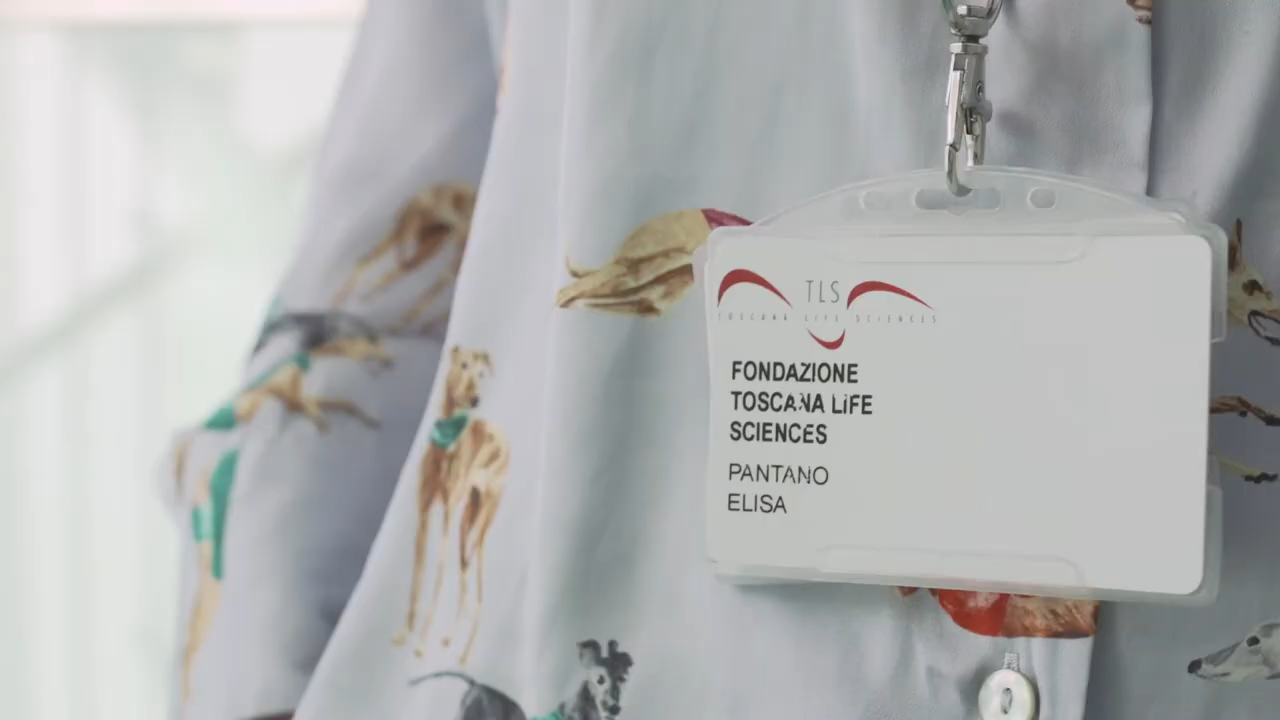 TLS
TOSCANA LIFE SCIENCES
FONDAZIONE
TOSCANA LIFE
SCIENCES
PANTANO
ELISA